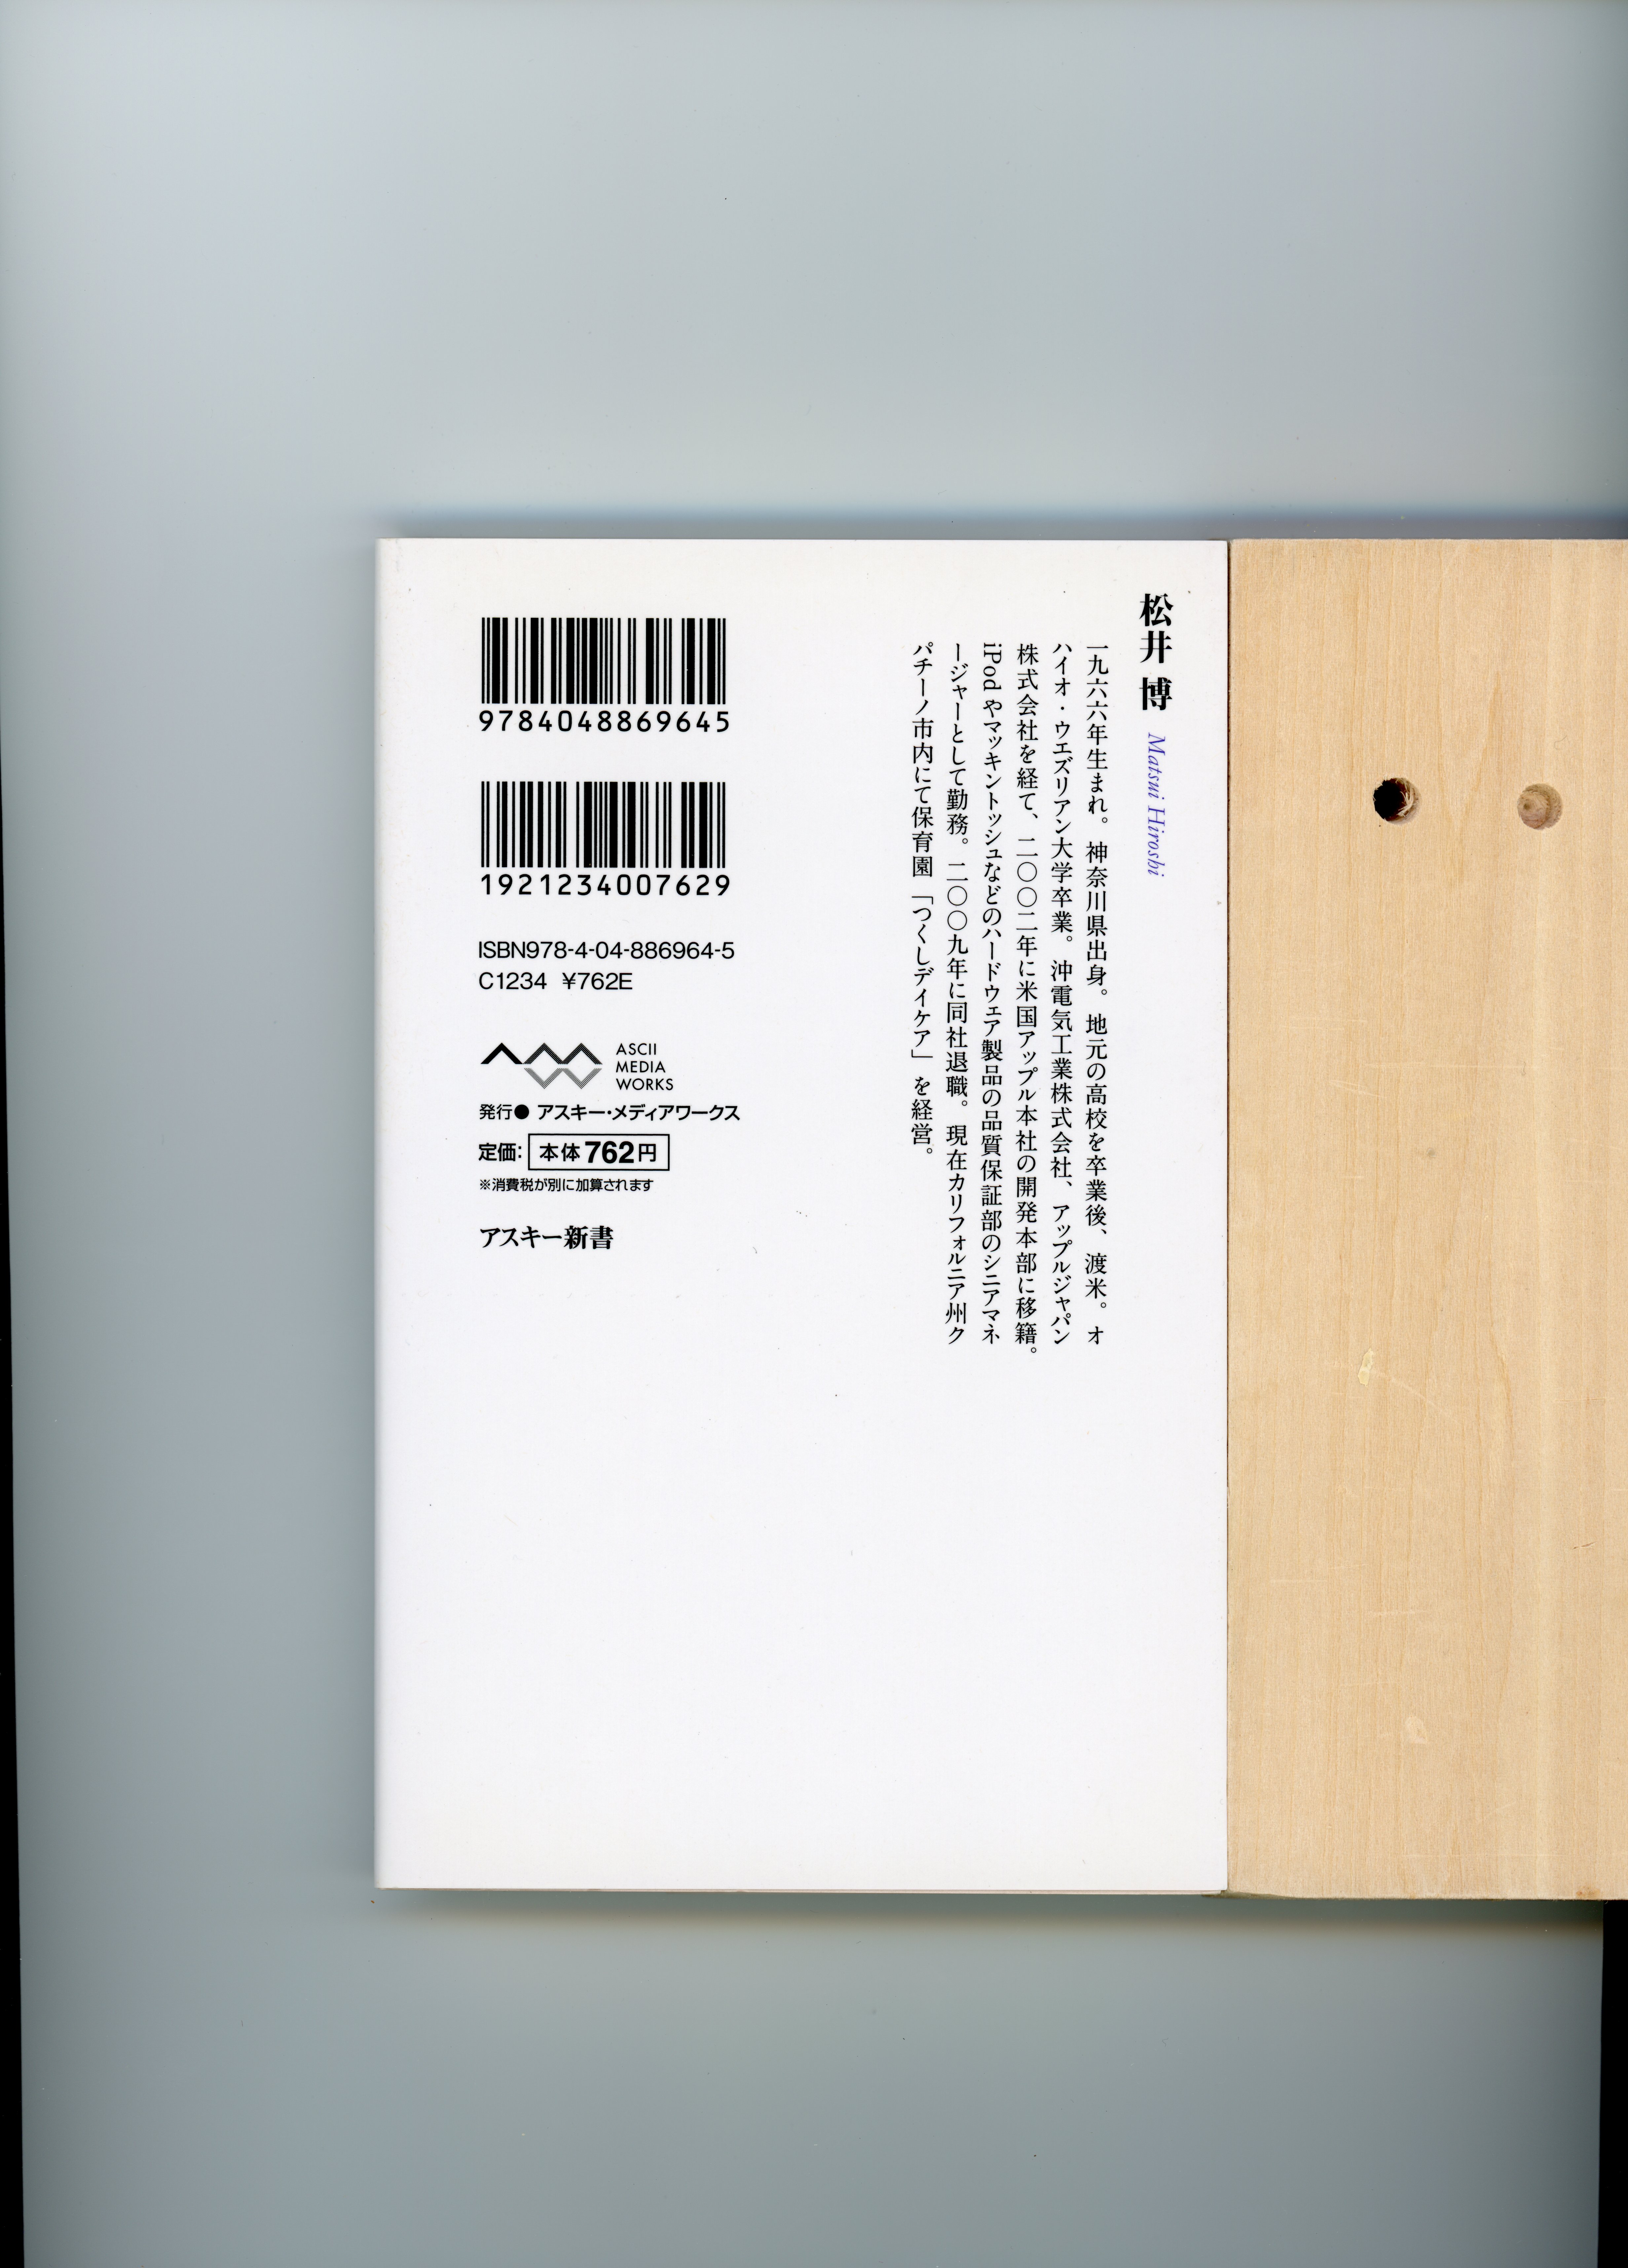 松井 博 Matsui Hiroshi
一九六六年生まれ。神奈川県出身。地元の高校を卒業後、渡米。オ
ハイオ・ウエズリアン大学卒業。沖電気工業株式会社、アップルジャパン
株式会社を経て、二〇〇二年に米国アップル本社の開発本部に移籍。
iPodやマッキントッシュなどのハードウェア製品の品質保証部のシニアマネ
ージャーとして勤務。二〇〇九年に同社退職。現在カリフォルニア州ク
パチーノ市内にて保育園「つくしデイケア」を経営。
9784048869645
1921234007629
ISBN978-4-04-886964-5
C1234 ¥762E
ASCII
MEDIA
WORKS
発行●アスキー・メディアワークス
定価:本体762円
※消費税が別に加算されます
アスキー新書